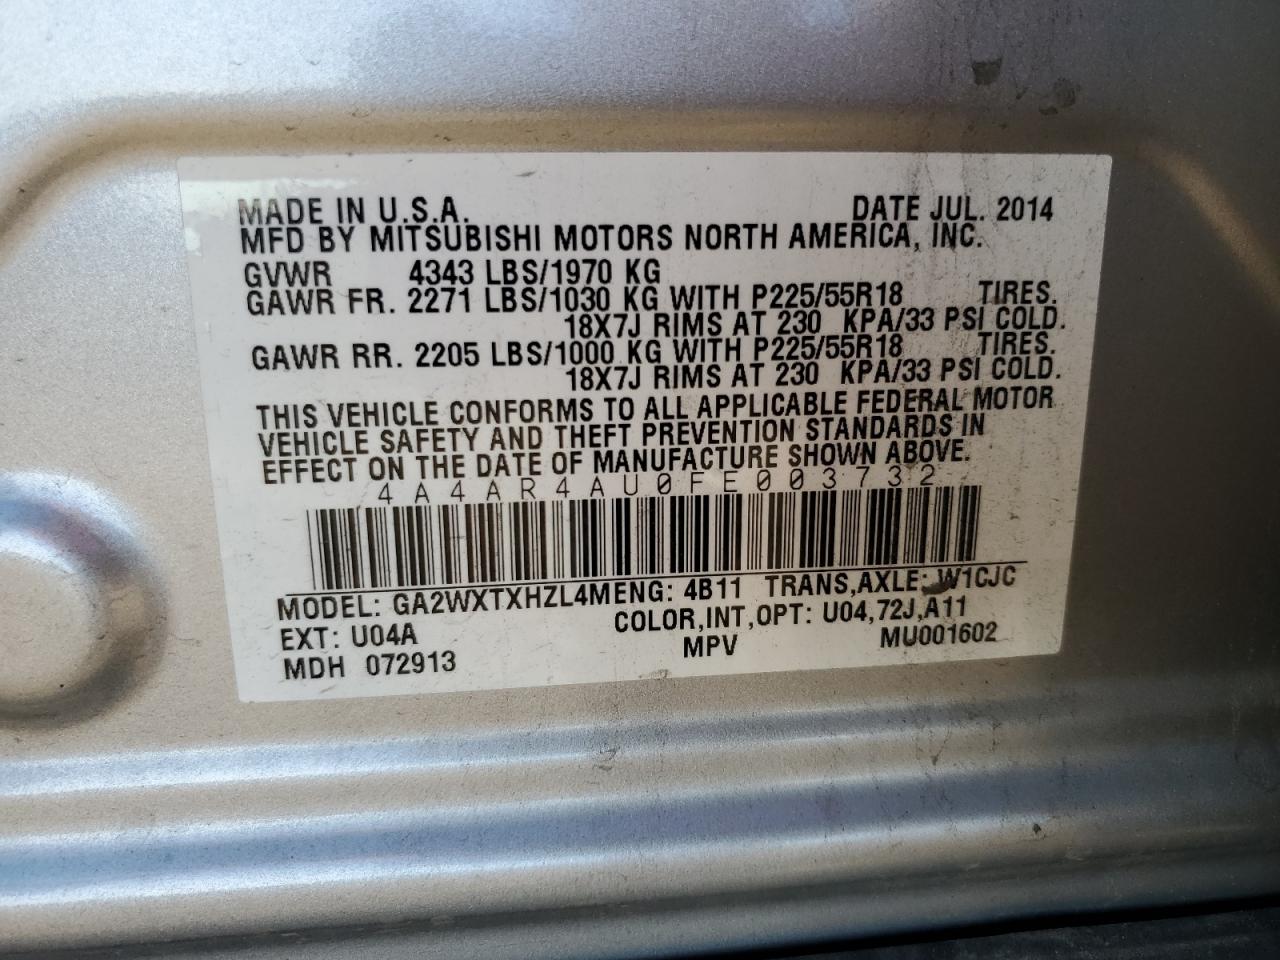 MADE IN U.S.A. DATE JUL. 2014
MFD BY MITSUBISHI MOTORS NORTH AMERICA, INC.
GVWR 4343 LBS/1970 KG
GAWR FR. 2271 LBS/1030 KG WITH P225/55R18 TIRES.
18X7J RIMS AT 230 KPA/33 PSI COLD.
GAWR RR. 2205 LBS/1000 KG WITH P225/55R18 TIRES.
18X7J RIMS AT 230 KPA/33 PSI COLD.
THIS VEHICLE CONFORMS TO ALL APPLICABLE FEDERAL MOTOR
VEHICLE SAFETY AND THEFT PREVENTION STANDARDS IN
EFFECT ON THE DATE OF MANUFACTURE SHOWN ABOVE.
4A4AR4AU0FE003732
MODEL: GA2WXTXHZL4MENG: 4B11 TRANS,AXLE: W1CJC
EXT: U04A COLOR,INT,OPT: U04,72J,A11
MDH 072913 MPV MU001602